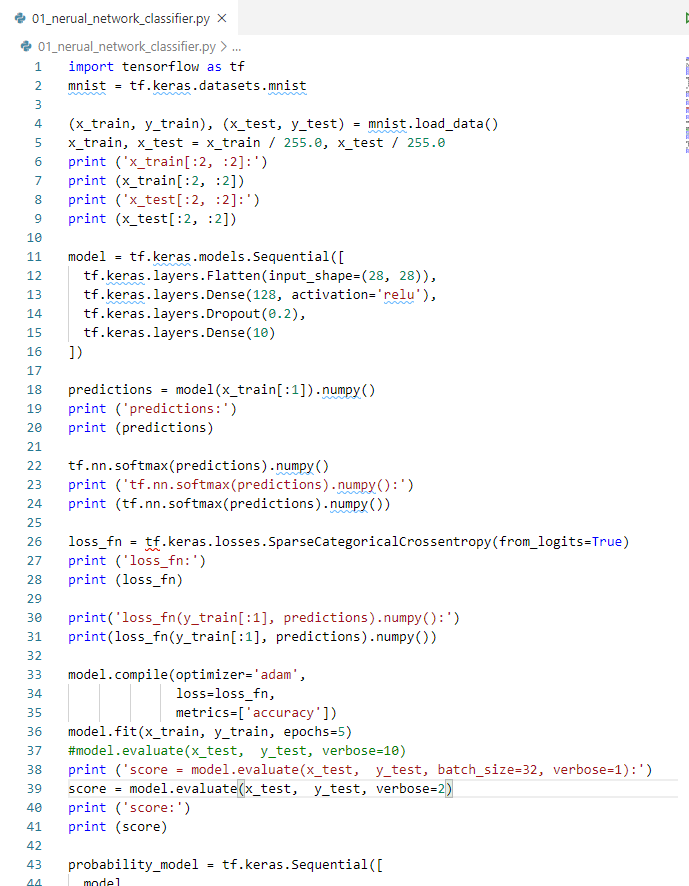 01_nerual_network_classifier.py ×
01_nerual_network_classifier.py > ...
1 import tensorflow as tf
2 mnist = tf.keras.datasets.mnist
3
4 (x_train, y_train), (x_test, y_test) = mnist.load_data()
5 x_train, x_test = x_train / 255.0, x_test / 255.0
6 print ('x_train[:2, :2]:')
7 print (x_train[:2, :2])
8 print ('x_test[:2, :2]:')
9 print (x_test[:2, :2])
10
11 model = tf.keras.models.Sequential([
12   tf.keras.layers.Flatten(input_shape=(28, 28)),
13   tf.keras.layers.Dense(128, activation='relu'),
14   tf.keras.layers.Dropout(0.2),
15   tf.keras.layers.Dense(10)
16 ])
17
18 predictions = model(x_train[:1]).numpy()
19 print ('predictions:')
20 print (predictions)
21
22 tf.nn.softmax(predictions).numpy()
23 print ('tf.nn.softmax(predictions).numpy():')
24 print (tf.nn.softmax(predictions).numpy())
25
26 loss_fn = tf.keras.losses.SparseCategoricalCrossentropy(from_logits=True)
27 print ('loss_fn:')
28 print (loss_fn)
29
30 print('loss_fn(y_train[:1], predictions).numpy():')
31 print(loss_fn(y_train[:1], predictions).numpy())
32
33 model.compile(optimizer='adam',
34               loss=loss_fn,
35               metrics=['accuracy'])
36 model.fit(x_train, y_train, epochs=5)
37 #model.evaluate(x_test,  y_test, verbose=10)
38 print ('score = model.evaluate(x_test,  y_test, batch_size=32, verbose=1):')
39 score = model.evaluate(x_test,  y_test, verbose=2)
40 print ('score:')
41 print (score)
42
43 probability_model = tf.keras.Sequential([
44   model